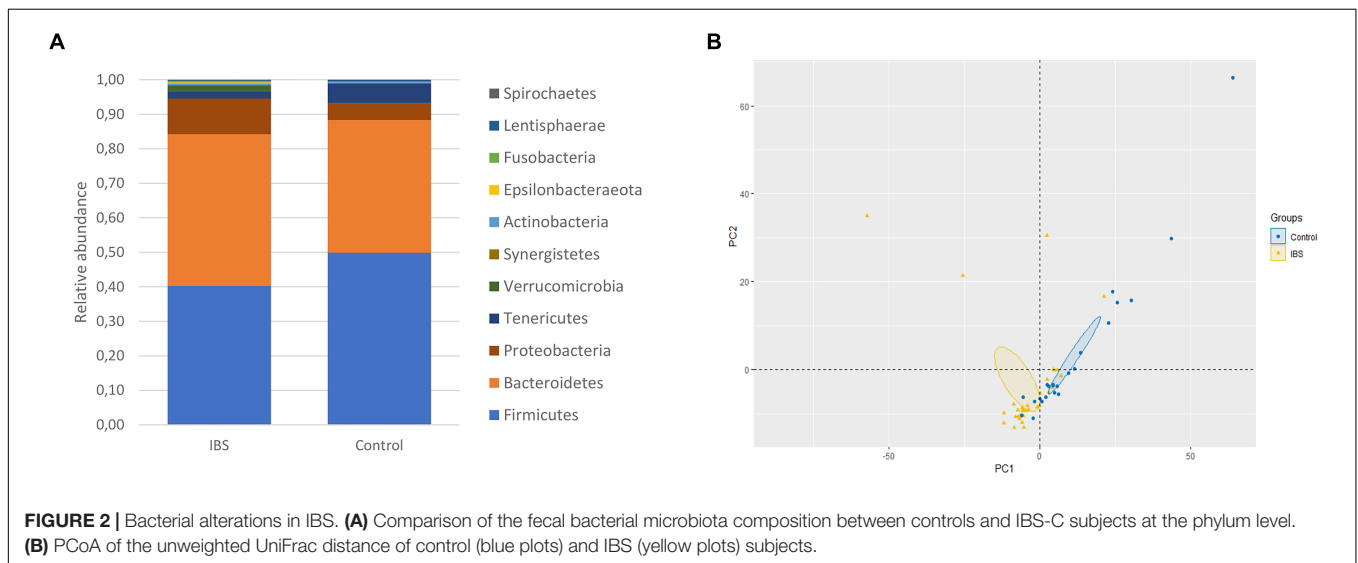 A
1,00
0,90
0,80
0,70
0,60
0,50
0,40
0,30
0,20
0,10
0,00
Relative abundance
IBS
Control
Spirochaetes
Lentisphaerae
Fusobacteria
Epsilonbacteraeota
Actinobacteria
Synergistetes
Verrucomicrobia
Tenericutes
Proteobacteria
Bacteroidetes
Firmicutes
B
60
40
20
0
PC2
-50
0
50
PC1
Groups
Control
IBS
FIGURE 2 | Bacterial alterations in IBS. (A) Comparison of the fecal bacterial microbiota composition between controls and IBS-C subjects at the phylum level.
(B) PCoA of the unweighted UniFrac distance of control (blue plots) and IBS (yellow plots) subjects.